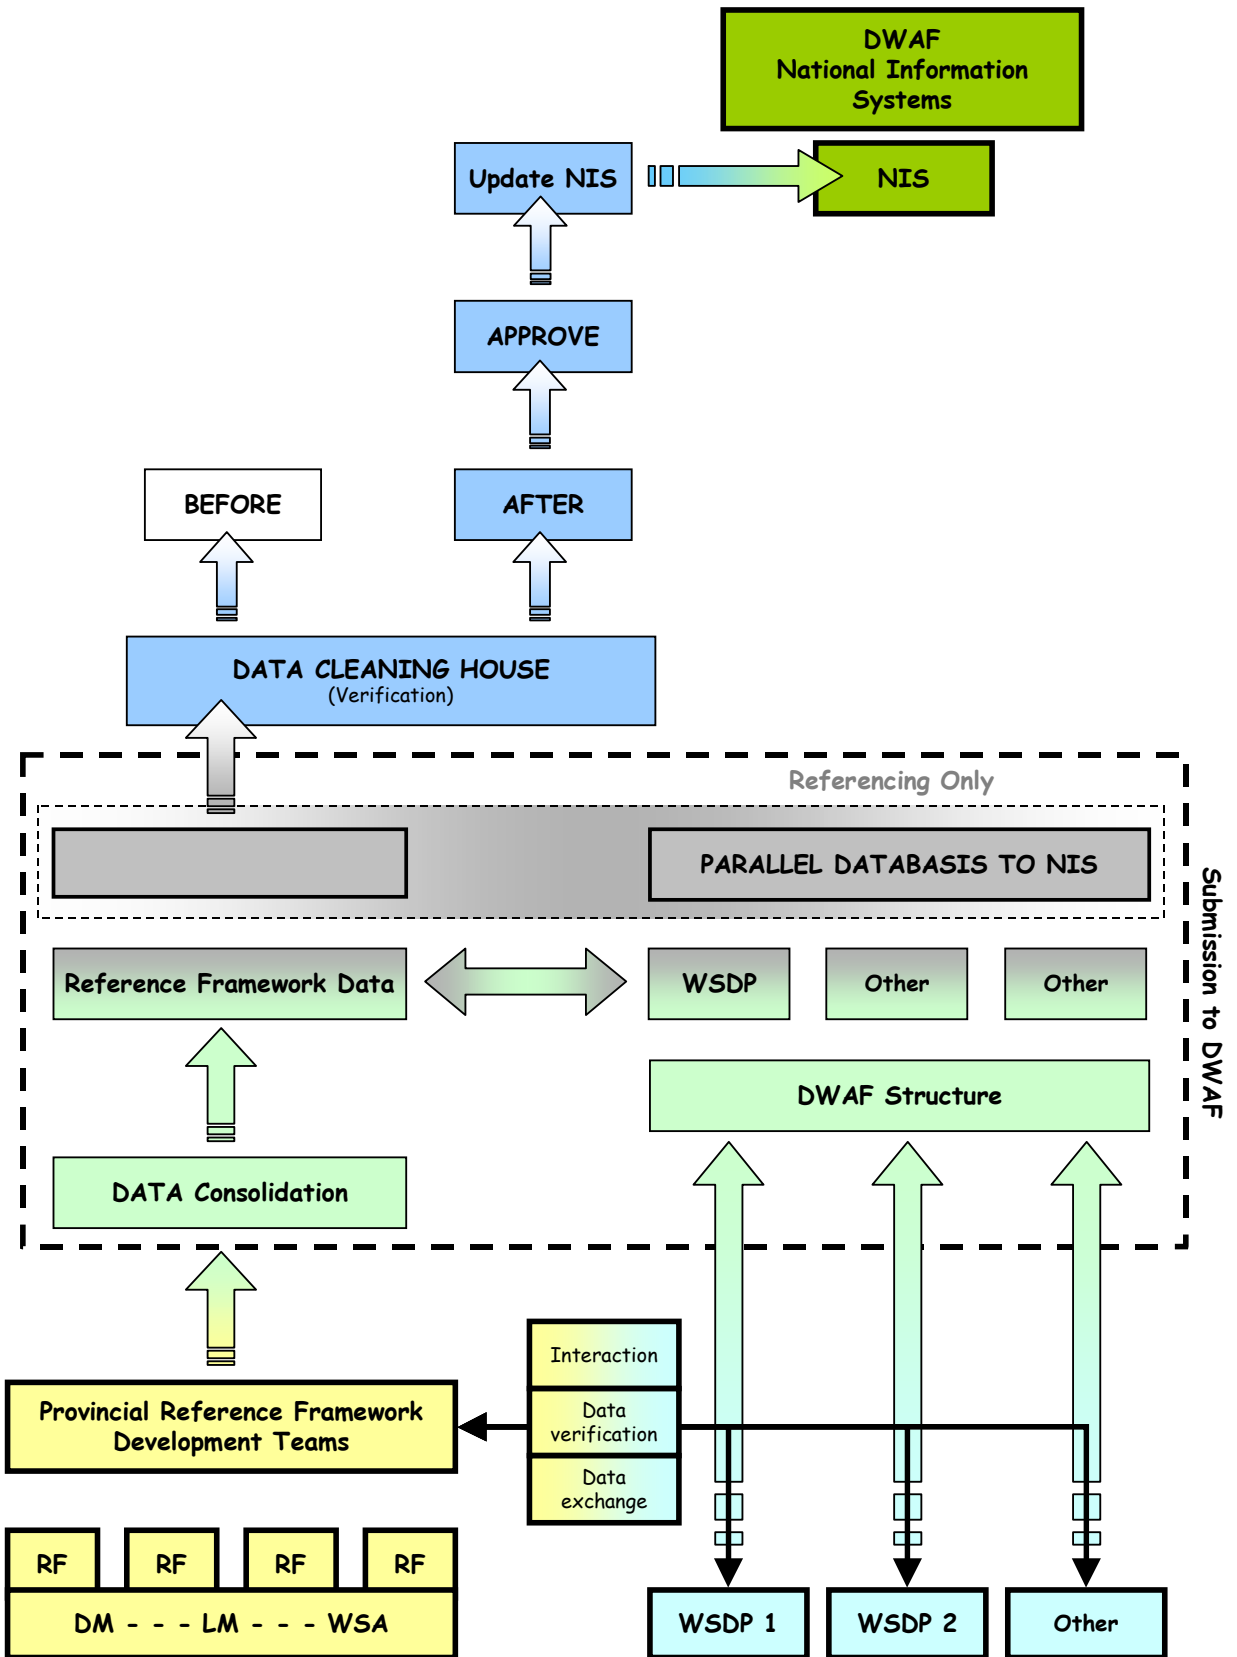 DWAF
National Information
Systems
Update NIS
NIS
APPROVE
BEFORE
AFTER
DATA CLEANING HOUSE
(Verification)
Referencing Only
PARALLEL DATABASIS TO NIS
Submission to DWAF
Reference Framework Data
WSDP
Other
Other
DWAF Structure
DATA Consolidation
Interaction
Provincial Reference Framework
Development Teams
Data
verification
Data
exchange
RF
RF
RF
RF
DM - - - LM - - - WSA
WSDP 1
WSDP 2
Other